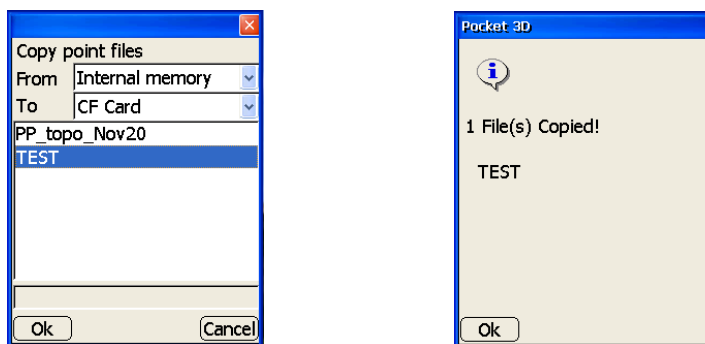 Copy point files
From Internal memory
To CF Card
PP_topo_Nov20
TEST
Ok Cancel
Pocket 3D
1 File(s) Copied!
TEST
Ok